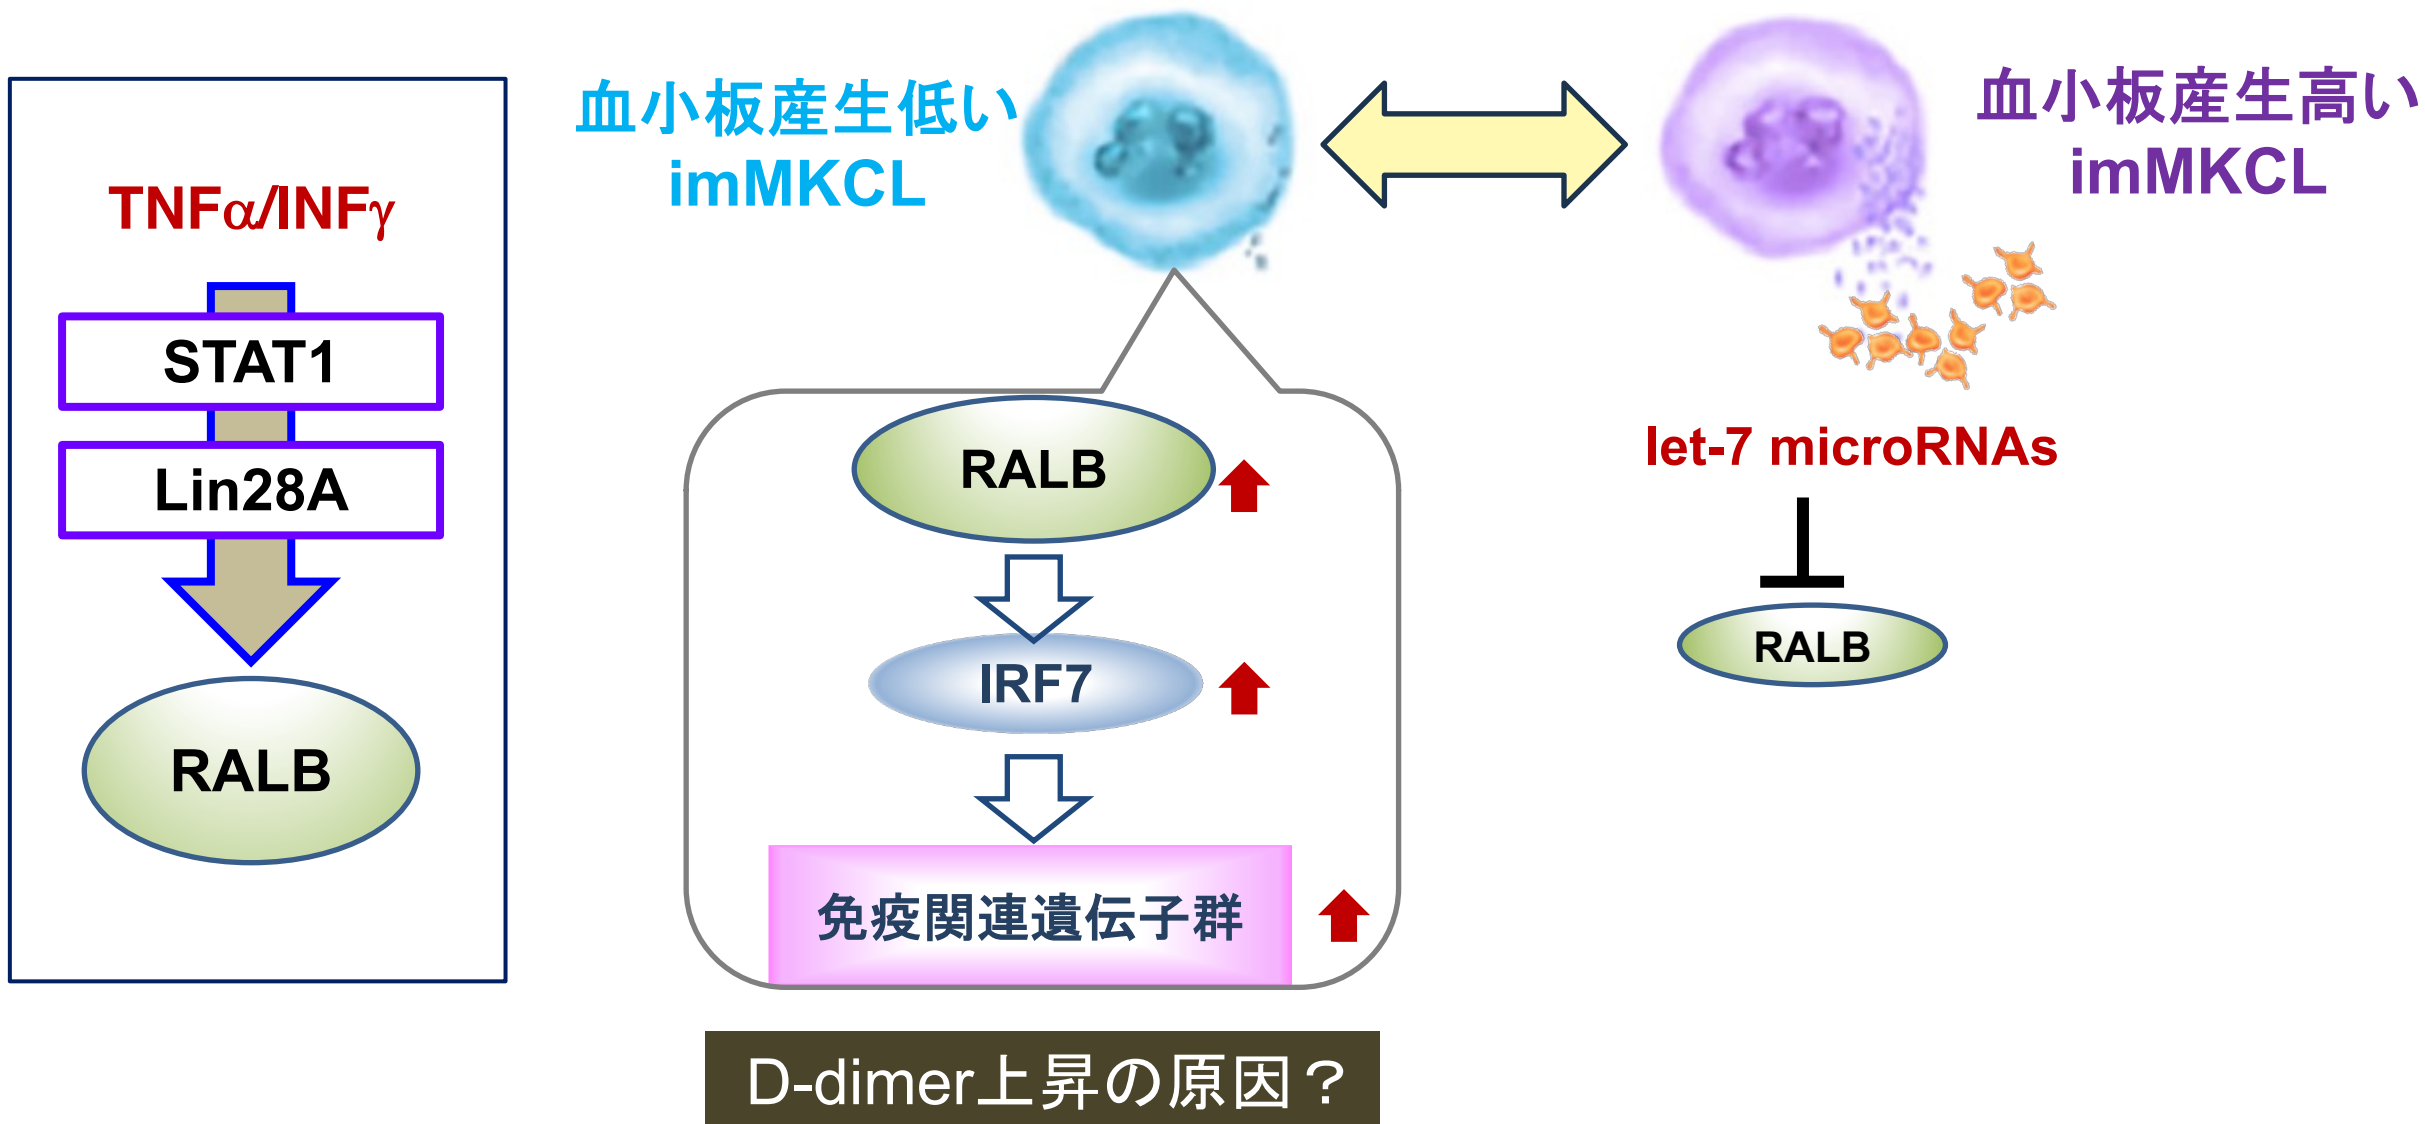 TNFα/INFγ
STAT1
Lin28A
RALB
血小板産生低い
imMKCL
血小板産生高い
imMKCL
RALB
IRF7
免疫関連遺伝子群
let-7 microRNAs
RALB
D-dimer上昇の原因？